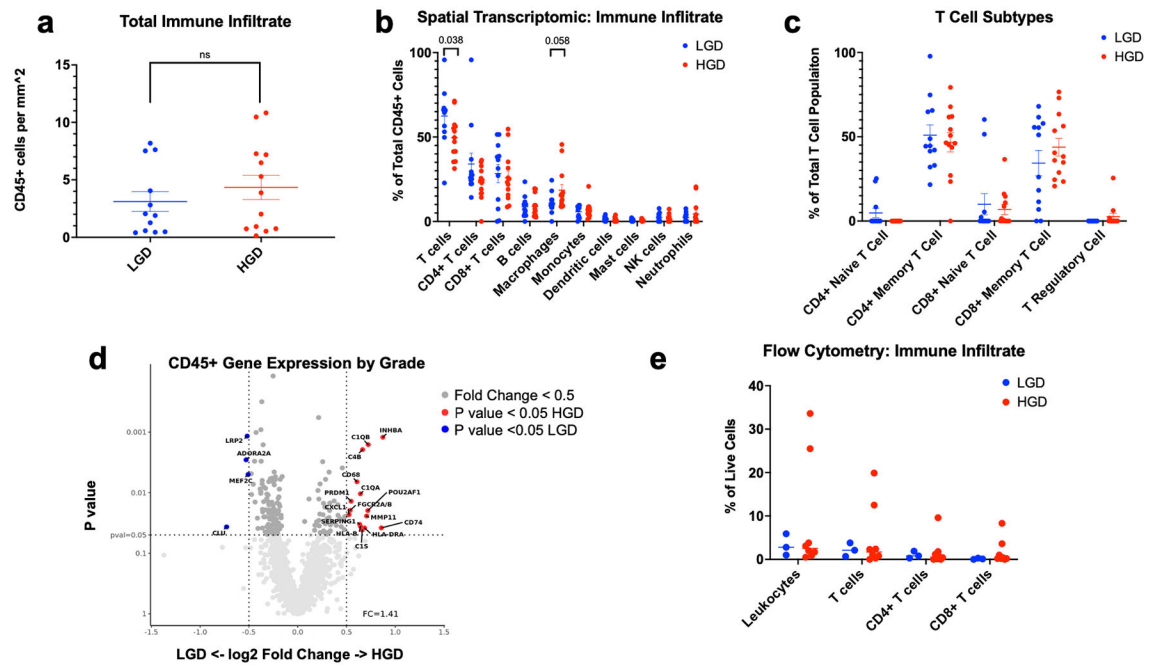 a
Total Immune Infiltrate
ns
CD45+ cells per mm^2
15
10
5
0
LGD
HGD
b
Spatial Transcriptomic: Immune Inflitrate
0.038
0.058
LGD
HGD
% of Total CD45+ Cells
100
50
0
T cells
CD4+ T cells
CD8+ T cells
B cells
Macrophages
Monocytes
Dendritic cells
Mast cells
NK cells
Neutrophils
c
T Cell Subtypes
LGD
HGD
% of Total T Cell Populaiton
100
50
0
CD4+ Naive T Cell
CD4+ Memory T Cell
CD8+ Naive T Cell
CD8+ Memory T Cell
T Regulatory Cell
d
CD45+ Gene Expression by Grade
Fold Change < 0.5
P value < 0.05 HGD
P value <0.05 LGD
P value
0.001
0.01
pval=0.05
0.1
1
LRP2
ADORA2A
MEF2C
CLU
INHBA
C1QB
C4B
CD68
C1QA
PRDM1
POU2AF1
CXCL1
FGCR2A/B
MMP11
SERPING1
CD74
HLA-B
HLA-DRA
C1S
FC=1.41
-1.5
-1.0
-0.5
0.0
0.5
1.0
1.5
LGD <- log2 Fold Change -> HGD
e
Flow Cytometry: Immune Infiltrate
LGD
HGD
% of Live Cells
40
30
20
10
0
Leukocytes
T cells
CD4+ T cells
CD8+ T cells